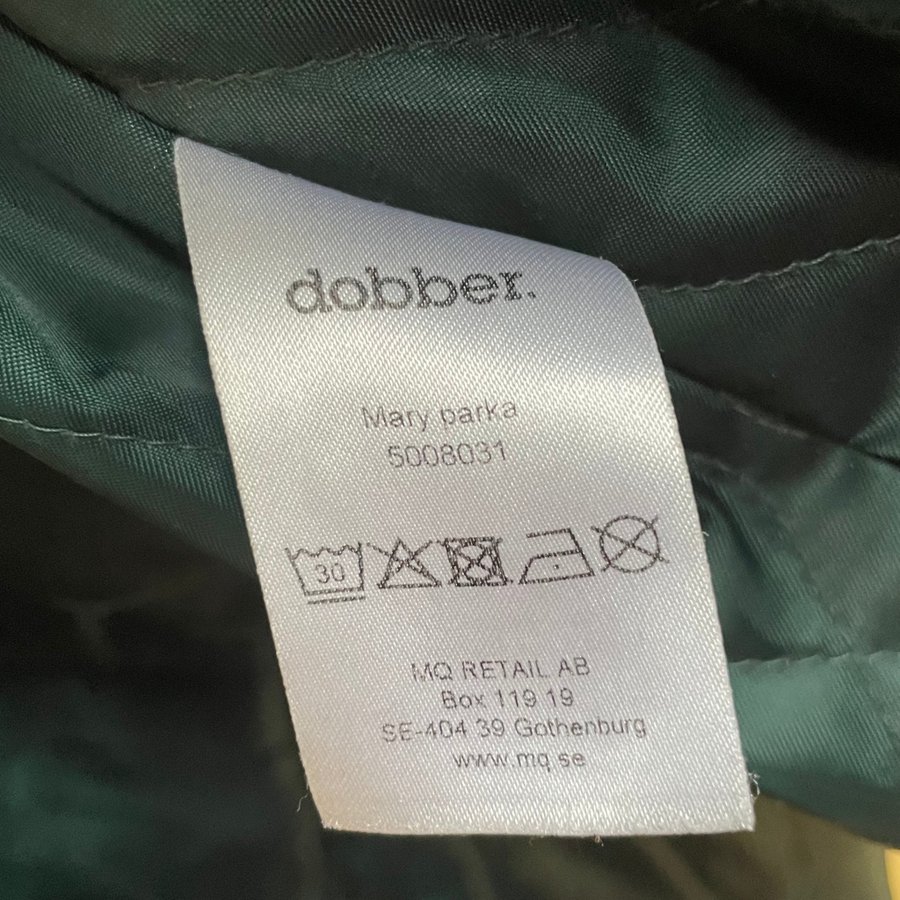 dobber.
Mary parka
5008031
30
MQ RETAIL AB
Box 119 19
SE-404 39 Gothenburg
www.mq.se